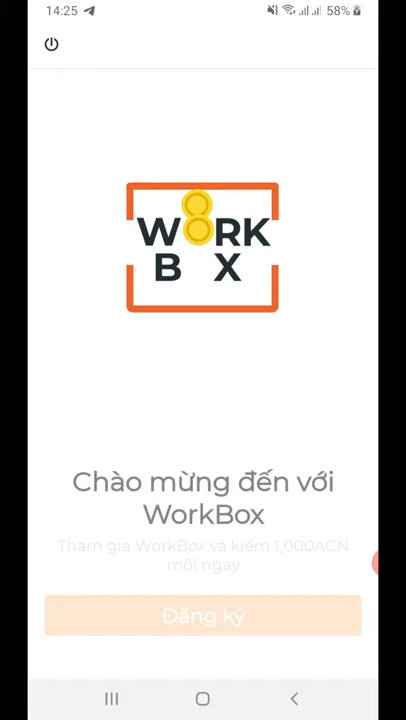 14:25 58%
WORK
B X
Chào mừng đến với
WorkBox
Tham gia WorkBox và kiếm 1,000ACN
mỗi ngày
Đăng ký